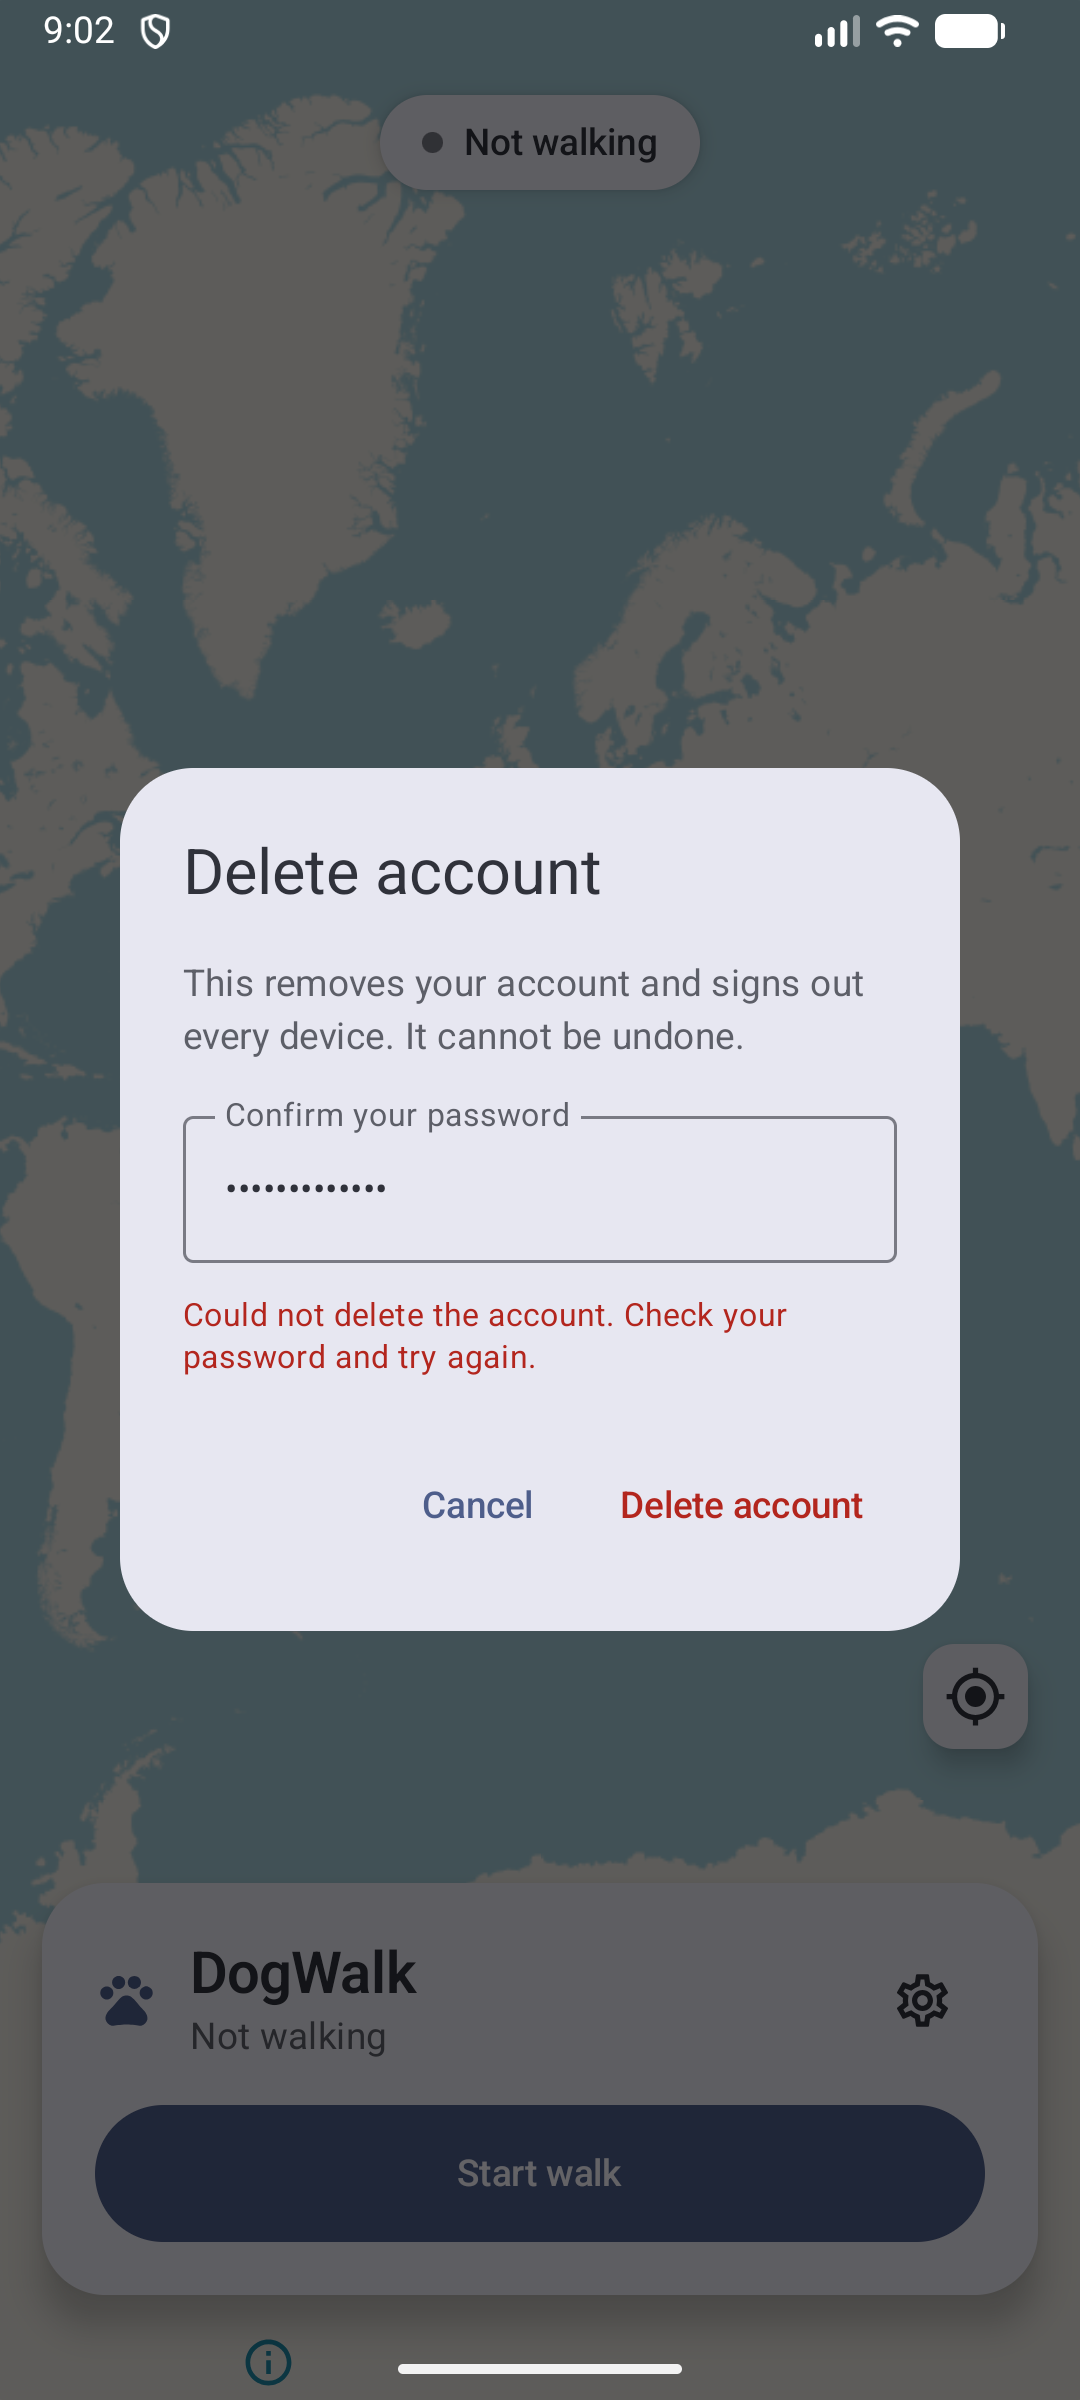 9:02
Not walking
Delete account
This removes your account and signs out
every device. It cannot be undone.
Confirm your password
•••••••••••••
Could not delete the account. Check your
password and try again.
Cancel
Delete account
DogWalk
Not walking
Start walk